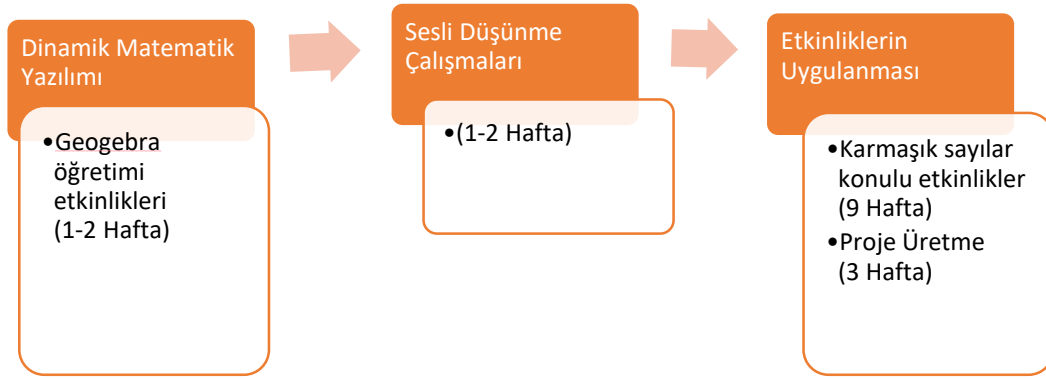 Dinamik Matematik
Yazılımı
•Geogebra
öğretimi
etkinlikleri
(1-2 Hafta)
Sesli Düşünme
Çalışmaları
•(1-2 Hafta)
Etkinliklerin
Uygulanması
•Karmaşık sayılar
konulu etkinlikler
(9 Hafta)
•Proje Üretme
(3 Hafta)